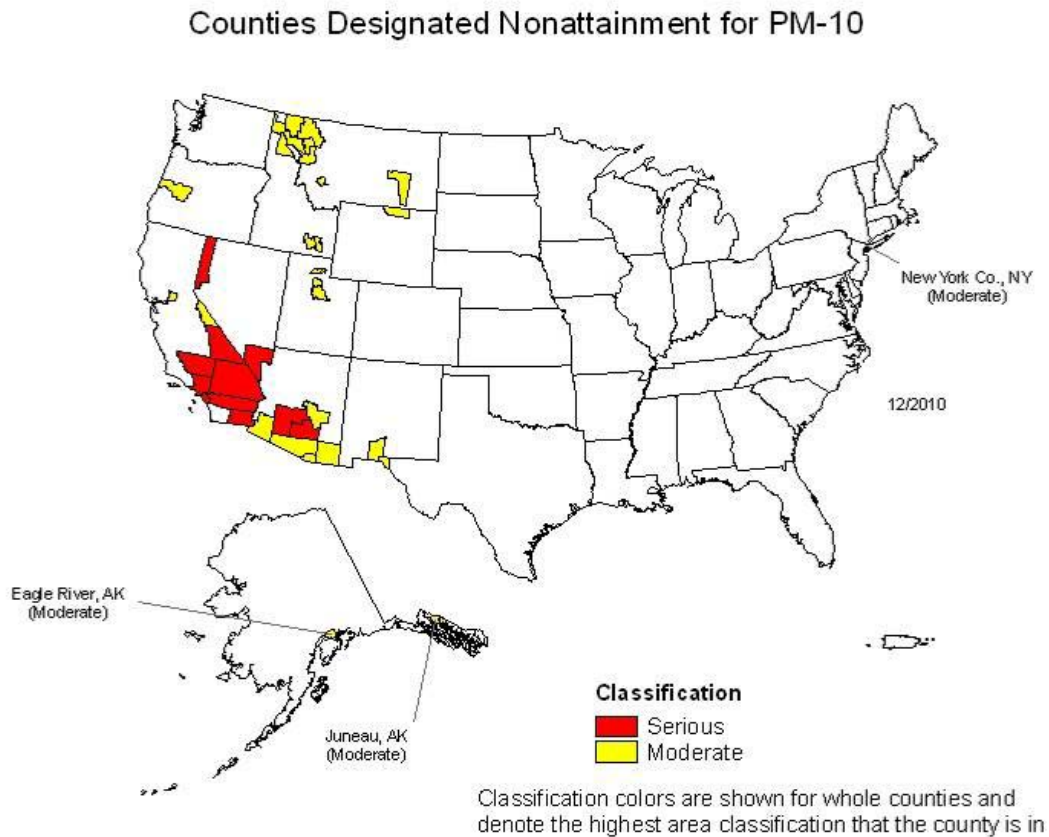 Counties Designated Nonattainment for PM-10
New York Co., NY
(Moderate)
12/2010
Eagle River, AK
(Moderate)
Juneau, AK
(Moderate)
Classification
Serious
Moderate
Classification colors are shown for whole counties and
denote the highest area classification that the county is in